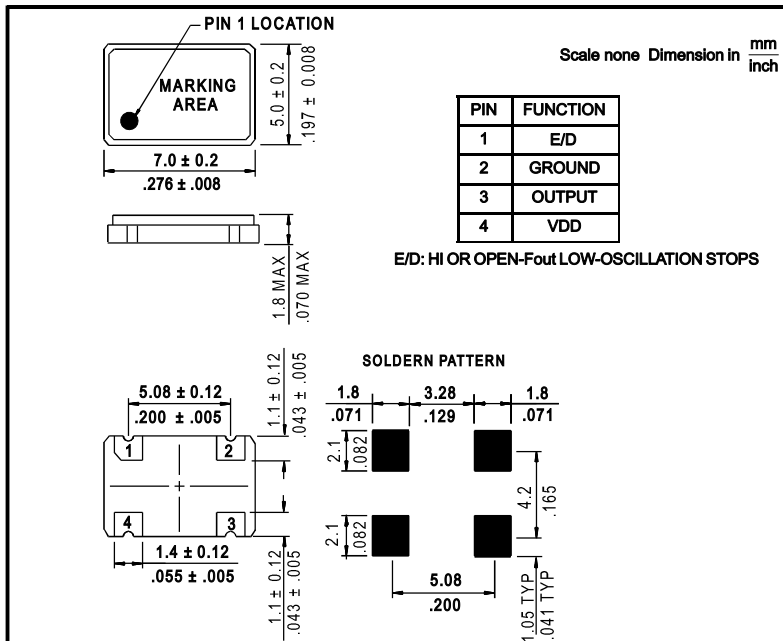 PIN 1 LOCATION
Scale none Dimension in mm
inch
MARKING
AREA
5.0 ± 0.2
.197 ± 0.008
7.0 ± 0.2
.276 ± .008
PIN FUNCTION
1 E/D
2 GROUND
3 OUTPUT
4 VDD
E/D: HI OR OPEN-Fout LOW-OSCILLATION STOPS
1.8 MAX
.070 MAX
SOLDERN PATTERN
5.08 ± 0.12
.200 ± .005
1.1 ± 0.12
.043 ± .005
1 2
4 3
1.4 ± 0.12
.055 ± .005
1.1 ± 0.12
.043 ± .005
1.8 3.28 1.8
.071 .129 .071
2.1
.082
4.2
.165
2.1
.082
5.08
.200
1.05 TYP
.041 TYP